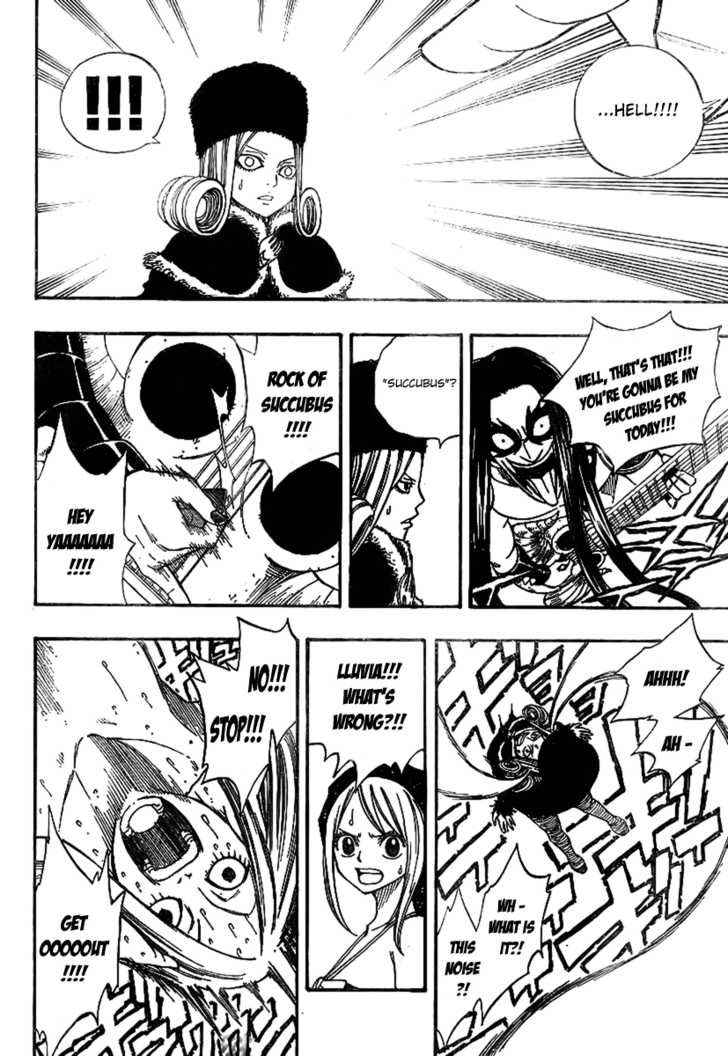 ...HELL!!!!
!!!
WELL, THAT'S THAT!!!
YOU'RE GONNA BE MY
SUCCUBUS FOR
TODAY!!!
"SUCCUBUS"?
ROCK OF
SUCCUBUS
!!!!
HEY
YAAAAAAA
!!!!
AHHH!
AH -
WH -
WHAT IS
IT?!
THIS
NOISE
?!
LLUVIA!!!
WHAT'S
WRONG?!!
NO!!!
STOP!!!
GET
OOOOOUT
!!!!